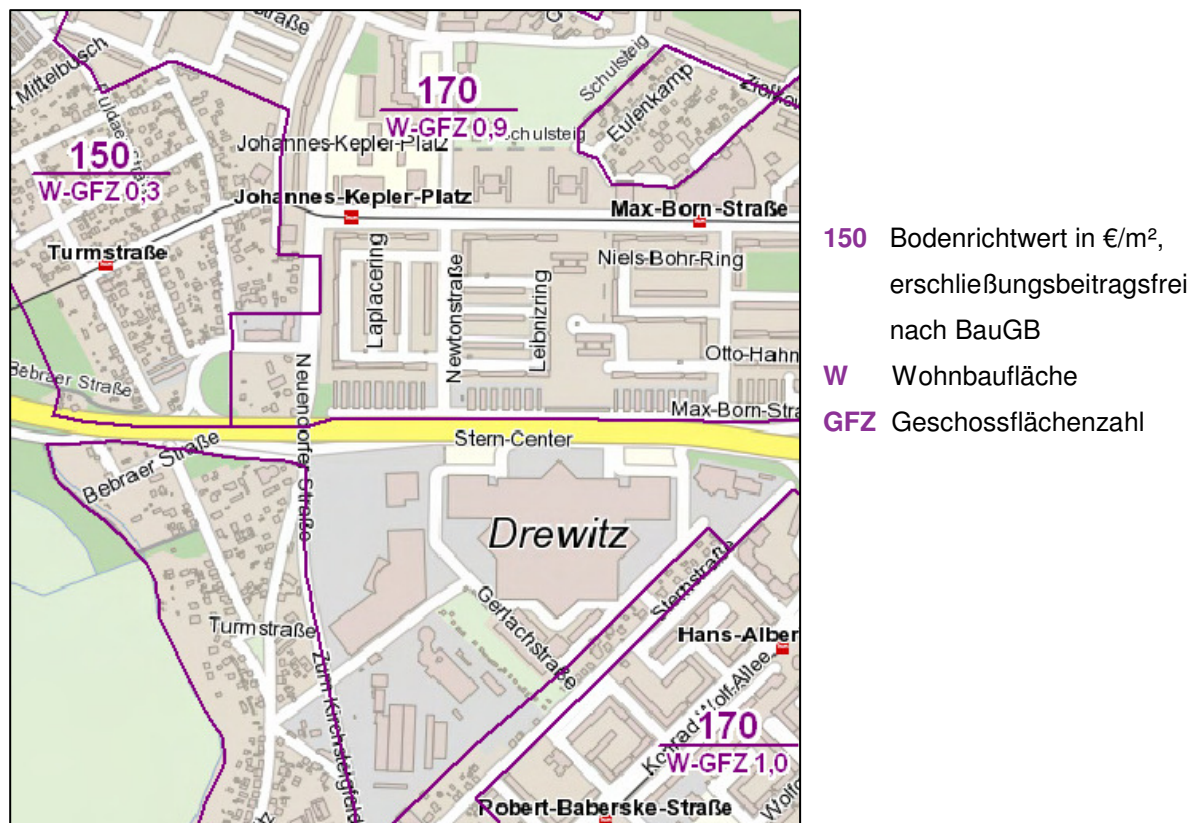 Mittelbusch
straße
Schulsteig
Eulenkamp
170
W-GFZ 0,9
Schulsteig
Johannes-Kepler-Platz
150
W-GFZ 0,3
Johannes-Kepler-Platz
Max-Born-Straße
Turmstraße
Niels-Bohr-Ring
Laplacering
Newtonstraße
Leibnizring
Otto-Hahn
Bebraer Straße
Max-Born-Stra
Neuendorfer Straße
Stern-Center
Bebraer Straße
Drewitz
Sternstraße
Gerlachstraße
Turmstraße
Hans-Alber
Zum Kirchsteigfeld
Konrad-Wolf-Allee
170
W-GFZ 1,0
Robert-Baberske-Straße
150 Bodenrichtwert in €/m²,
erschließungsbeitragsfrei
nach BauGB
W Wohnbaufläche
GFZ Geschossflächenzahl